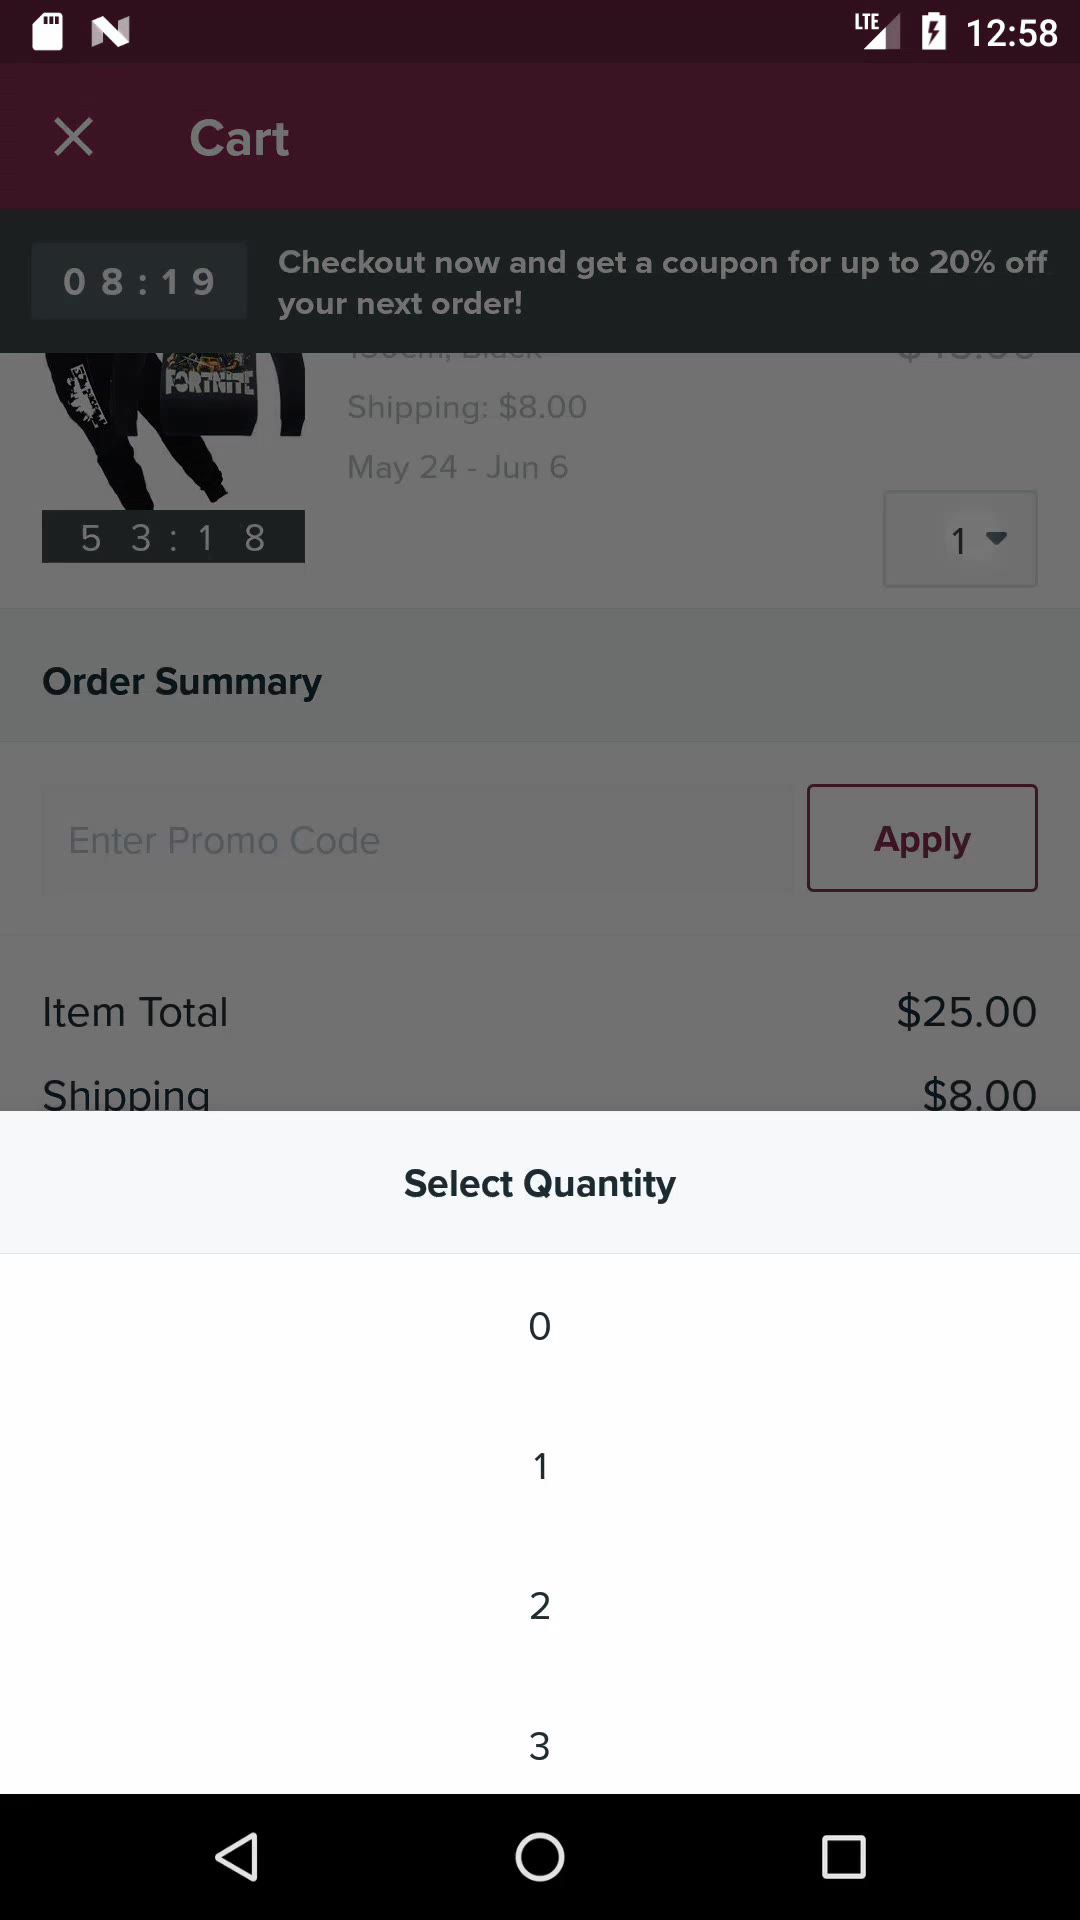 LTE 12:58
Cart
08:19
Checkout now and get a coupon for up to 20% off
your next order!
FORTNITE
Shipping: $8.00
May 24 - Jun 6
53:18
1
Order Summary
Enter Promo Code
Apply
Item Total $25.00
Shipping $8.00
Select Quantity
0
1
2
3